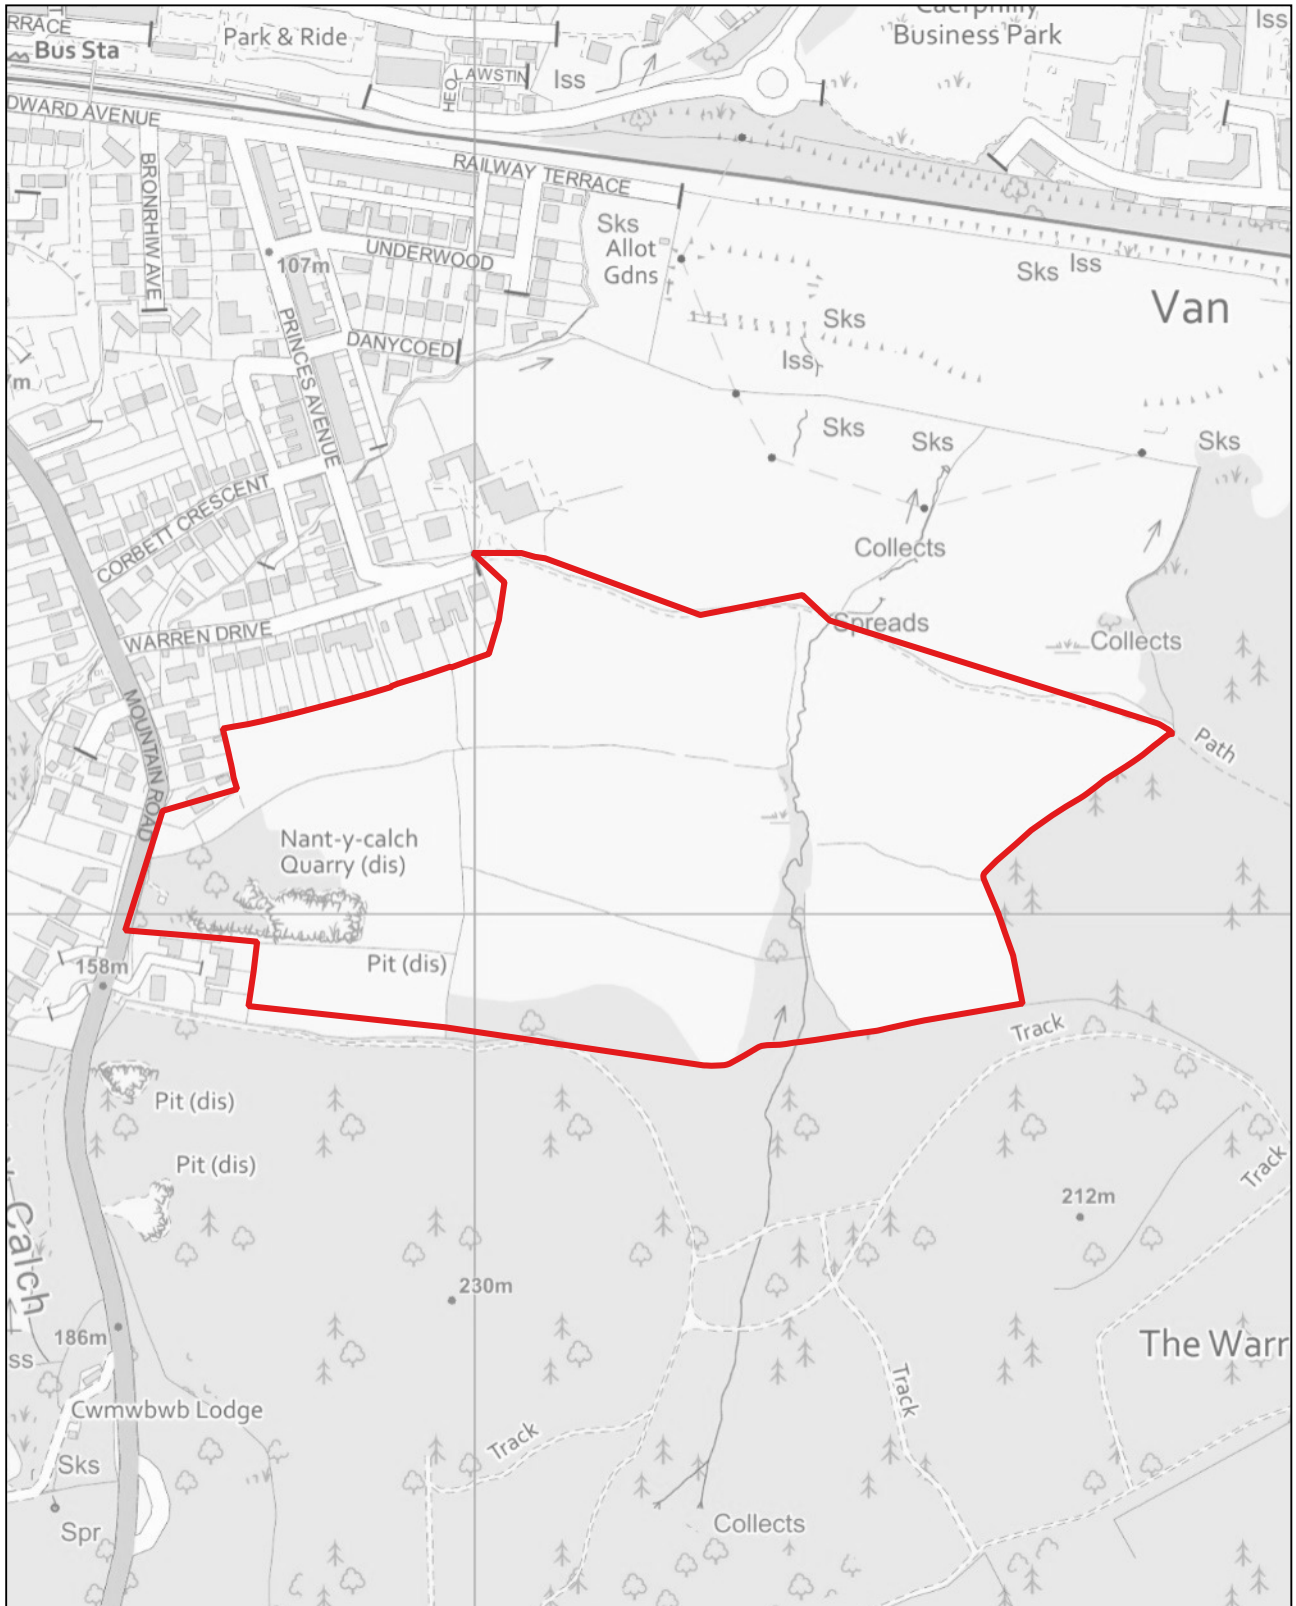 RRACE
Bus Sta
Park & Ride
HEOL
LAWSTIN
Iss
Caerphilly
Business Park
Iss
DWARD AVENUE
BRONRHIW AVE
RAILWAY TERRACE
UNDERWOOD
107m
Sks
Allot
Gdns
Sks
Iss
Van
PRINCES AVENUE
DANYCOED
Sks
Iss
7m
Sks
Sks
Sks
CORBETT CRESCENT
Collects
WARREN DRIVE
Spreads
Collects
MOUNTAIN ROAD
Path
Nant-y-calch
Quarry (dis)
158m
Pit (dis)
Track
Pit (dis)
Pit (dis)
Track
212m
Calch
230m
186m
ss
The Warr
Cwmwbwb Lodge
Track
Track
Sks
Spr
Collects